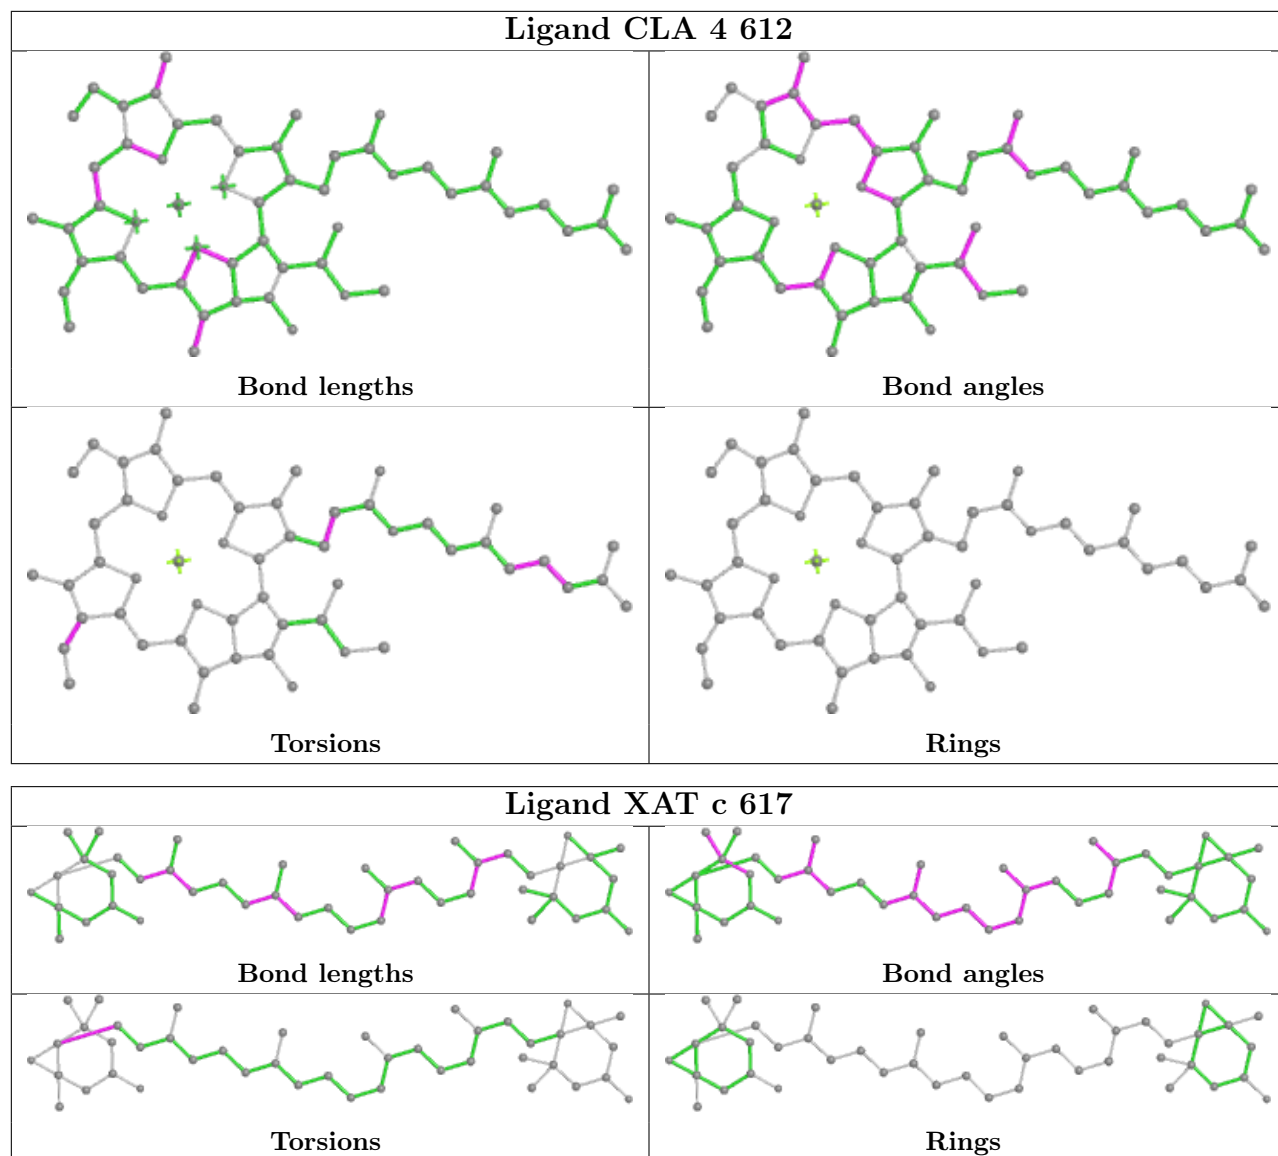 Ligand CLA 4 612
Bond lengths
Bond angles
Torsions
Rings
Ligand XAT c 617
Bond lengths
Bond angles
Torsions
Rings